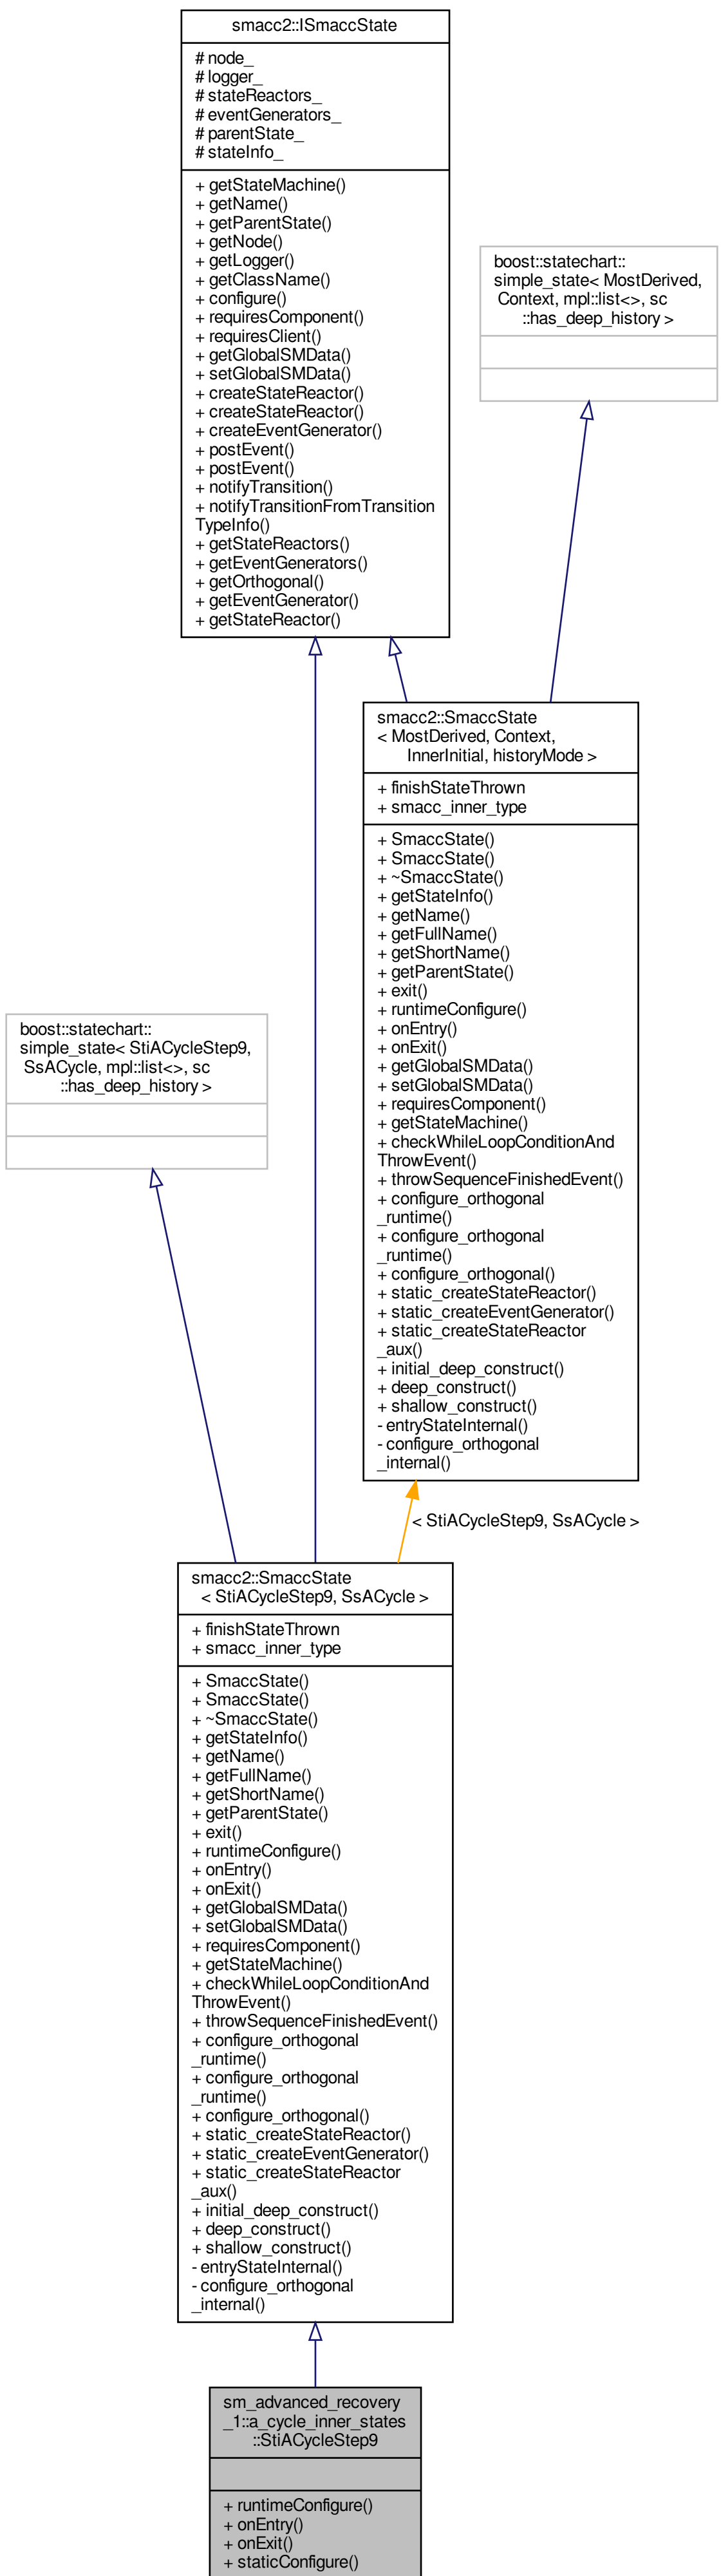 smacc2::ISmaccState
# node_
# logger_
# stateReactors_
# eventGenerators_
# parentState_
# stateInfo_
+ getStateMachine()
+ getName()
+ getParentState()
+ getNode()
+ getLogger()
+ getClassName()
+ configure()
+ requiresComponent()
+ requiresClient()
+ getGlobalSMData()
+ setGlobalSMData()
+ createStateReactor()
+ createStateReactor()
+ createEventGenerator()
+ postEvent()
+ postEvent()
+ notifyTransition()
+ notifyTransitionFromTransition
TypeInfo()
+ getStateReactors()
+ getEventGenerators()
+ getOrthogonal()
+ getEventGenerator()
+ getStateReactor()
boost::statechart::
simple_state< MostDerived,
Context, mpl::list<>, sc
::has_deep_history >
smacc2::SmaccState
< MostDerived, Context,
InnerInitial, historyMode >
+ finishStateThrown
+ smacc_inner_type
+ SmaccState()
+ SmaccState()
+ ~SmaccState()
+ getStateInfo()
+ getName()
+ getFullName()
+ getShortName()
+ getParentState()
+ exit()
+ runtimeConfigure()
+ onEntry()
+ onExit()
+ getGlobalSMData()
+ setGlobalSMData()
+ requiresComponent()
+ getStateMachine()
+ checkWhileLoopConditionAnd
ThrowEvent()
+ throwSequenceFinishedEvent()
+ configure_orthogonal
_runtime()
+ configure_orthogonal
_runtime()
+ configure_orthogonal()
+ static_createStateReactor()
+ static_createEventGenerator()
+ static_createStateReactor
_aux()
+ initial_deep_construct()
+ deep_construct()
+ shallow_construct()
- entryStateInternal()
- configure_orthogonal
_internal()
boost::statechart::
simple_state< StiACycleStep9,
SsACycle, mpl::list<>, sc
::has_deep_history >
< StiACycleStep9, SsACycle >
smacc2::SmaccState
< StiACycleStep9, SsACycle >
+ finishStateThrown
+ smacc_inner_type
+ SmaccState()
+ SmaccState()
+ ~SmaccState()
+ getStateInfo()
+ getName()
+ getFullName()
+ getShortName()
+ getParentState()
+ exit()
+ runtimeConfigure()
+ onEntry()
+ onExit()
+ getGlobalSMData()
+ setGlobalSMData()
+ requiresComponent()
+ getStateMachine()
+ checkWhileLoopConditionAnd
ThrowEvent()
+ throwSequenceFinishedEvent()
+ configure_orthogonal
_runtime()
+ configure_orthogonal
_runtime()
+ configure_orthogonal()
+ static_createStateReactor()
+ static_createEventGenerator()
+ static_createStateReactor
_aux()
+ initial_deep_construct()
+ deep_construct()
+ shallow_construct()
- entryStateInternal()
- configure_orthogonal
_internal()
sm_advanced_recovery
_1::a_cycle_inner_states
::StiACycleStep9
+ runtimeConfigure()
+ onEntry()
+ onExit()
+ staticConfigure()